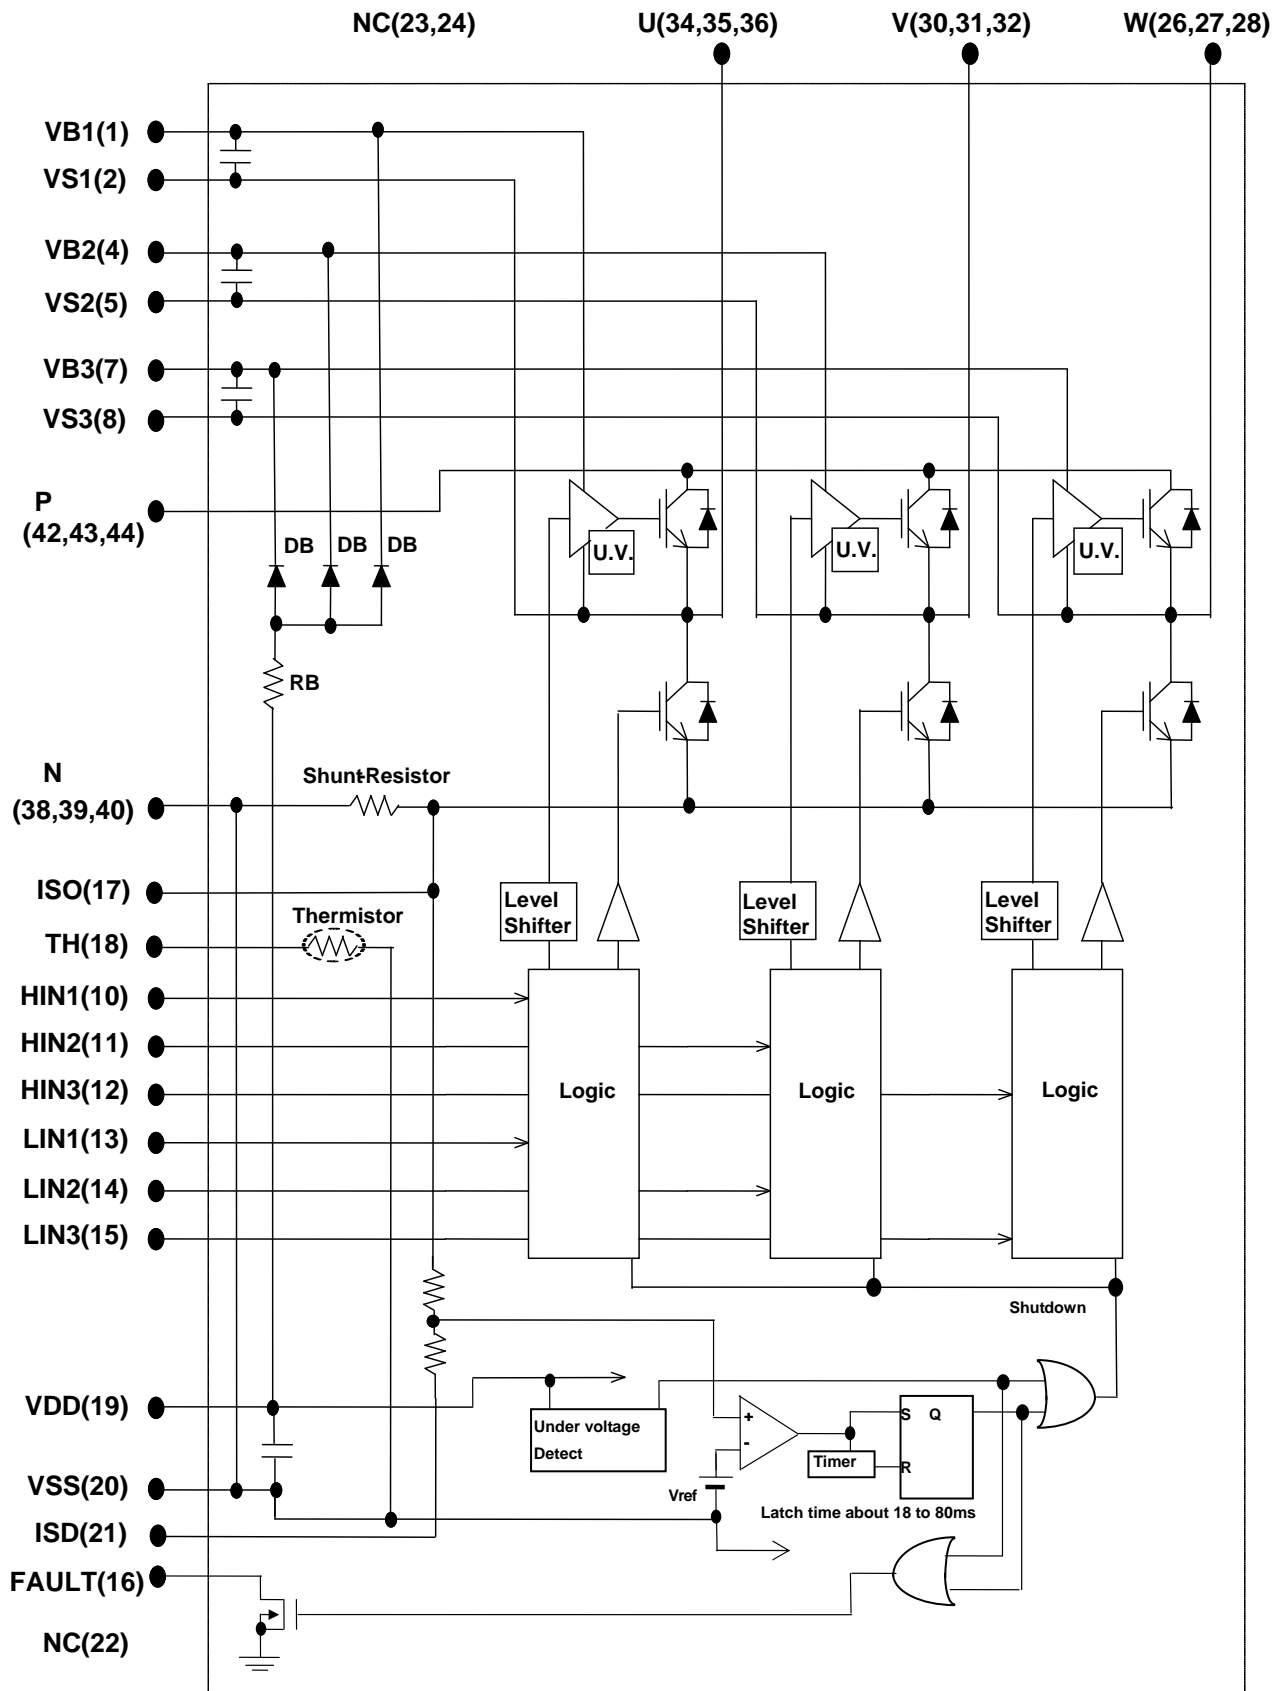 NC(23,24)
U(34,35,36)
V(30,31,32)
W(26,27,28)
VB1(1)
VS1(2)
VB2(4)
VS2(5)
VB3(7)
VS3(8)
P
(42,43,44)
DB
DB
DB
U.V.
U.V.
U.V.
RB
N
(38,39,40)
Shunt-Resistor
ISO(17)
TH(18)
Thermistor
Level
Shifter
Level
Shifter
Level
Shifter
HIN1(10)
HIN2(11)
HIN3(12)
LIN1(13)
LIN2(14)
LIN3(15)
Logic
Logic
Logic
Shutdown
VDD(19)
Under voltage
Detect
+
-
S Q
R
Timer
Vref
Latch time about 18 to 80ms
VSS(20)
ISD(21)
FAULT(16)
NC(22)